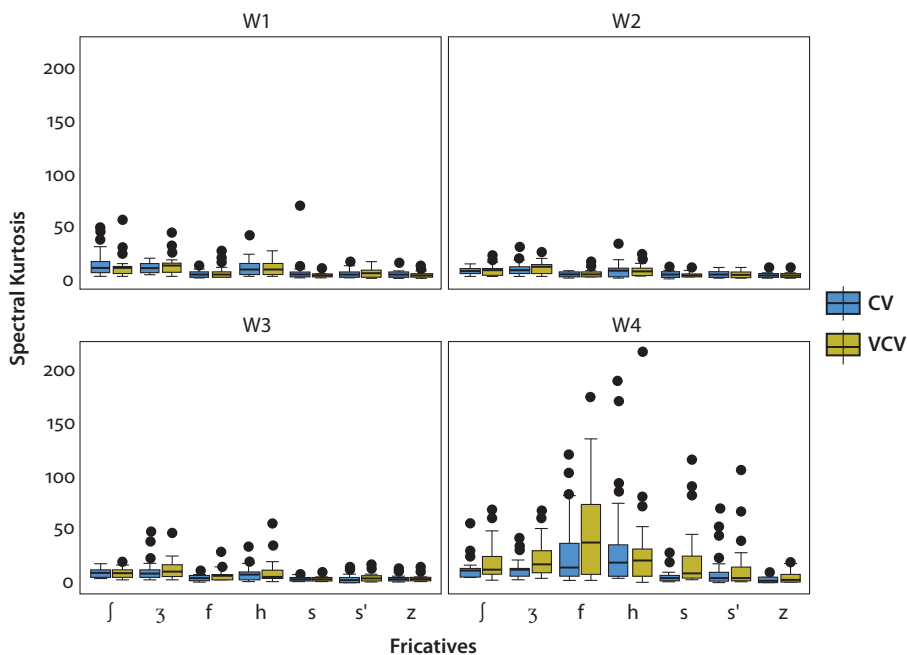 W1 W2
200
150
100
50
0
Spectral Kurtosis
CV
VCV
W3 W4
200
150
100
50
0
ʃ ʒ f h s s' z ʃ ʒ f h s s' z
Fricatives